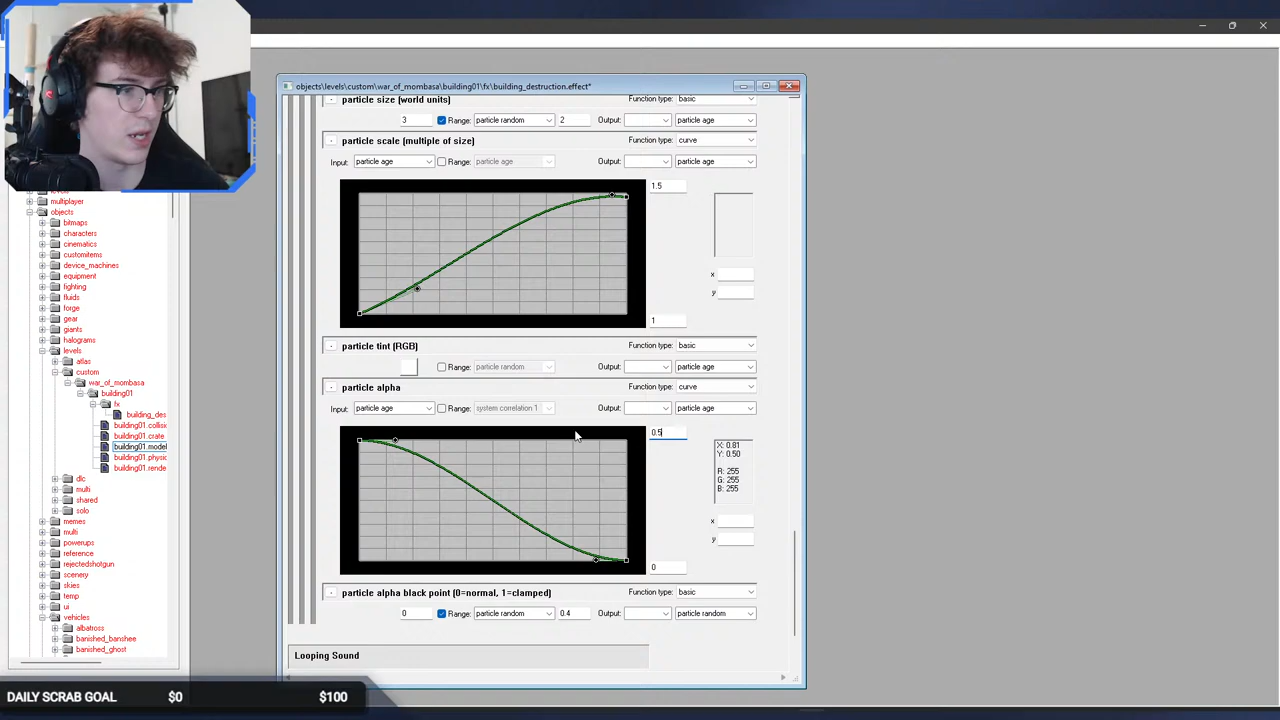 objects\levels\custom\war_of_mombasa\building01\fx\building_destruction.effect*
particle size (world units)
Function type: basic
3 Range: particle random 2 Output: particle age
particle scale (multiple of size)
Function type: curve
Input: particle age Range: particle age Output: particle age
1.5
x
y
1
particle tint (RGB)
Function type: basic
Range: particle random Output: particle age
particle alpha
Function type: curve
Input: particle age Range: system correlation 1 Output: particle age
0.5
X: 0.81
Y: 0.50
R: 255
G: 255
B: 255
x
y
0
particle alpha black point (0=normal, 1=clamped)
Function type: basic
0 Range: particle random 0.4 Output: particle random
Looping Sound
multiplayer
objects
bitmaps
characters
cinematics
customitems
device_machines
equipment
fighting
fluids
forge
gear
giants
halograms
levels
atlas
custom
war_of_mombasa
building01
fx
building_des
building01.collisio
building01.crate
building01.model
building01.physic
building01.rende
dlc
multi
shared
solo
memes
multi
powerups
reference
rejectedshotgun
scenery
skies
temp
ui
vehicles
albatross
banished_banshee
banished_ghost
DAILY SCRAB GOAL $0 $100